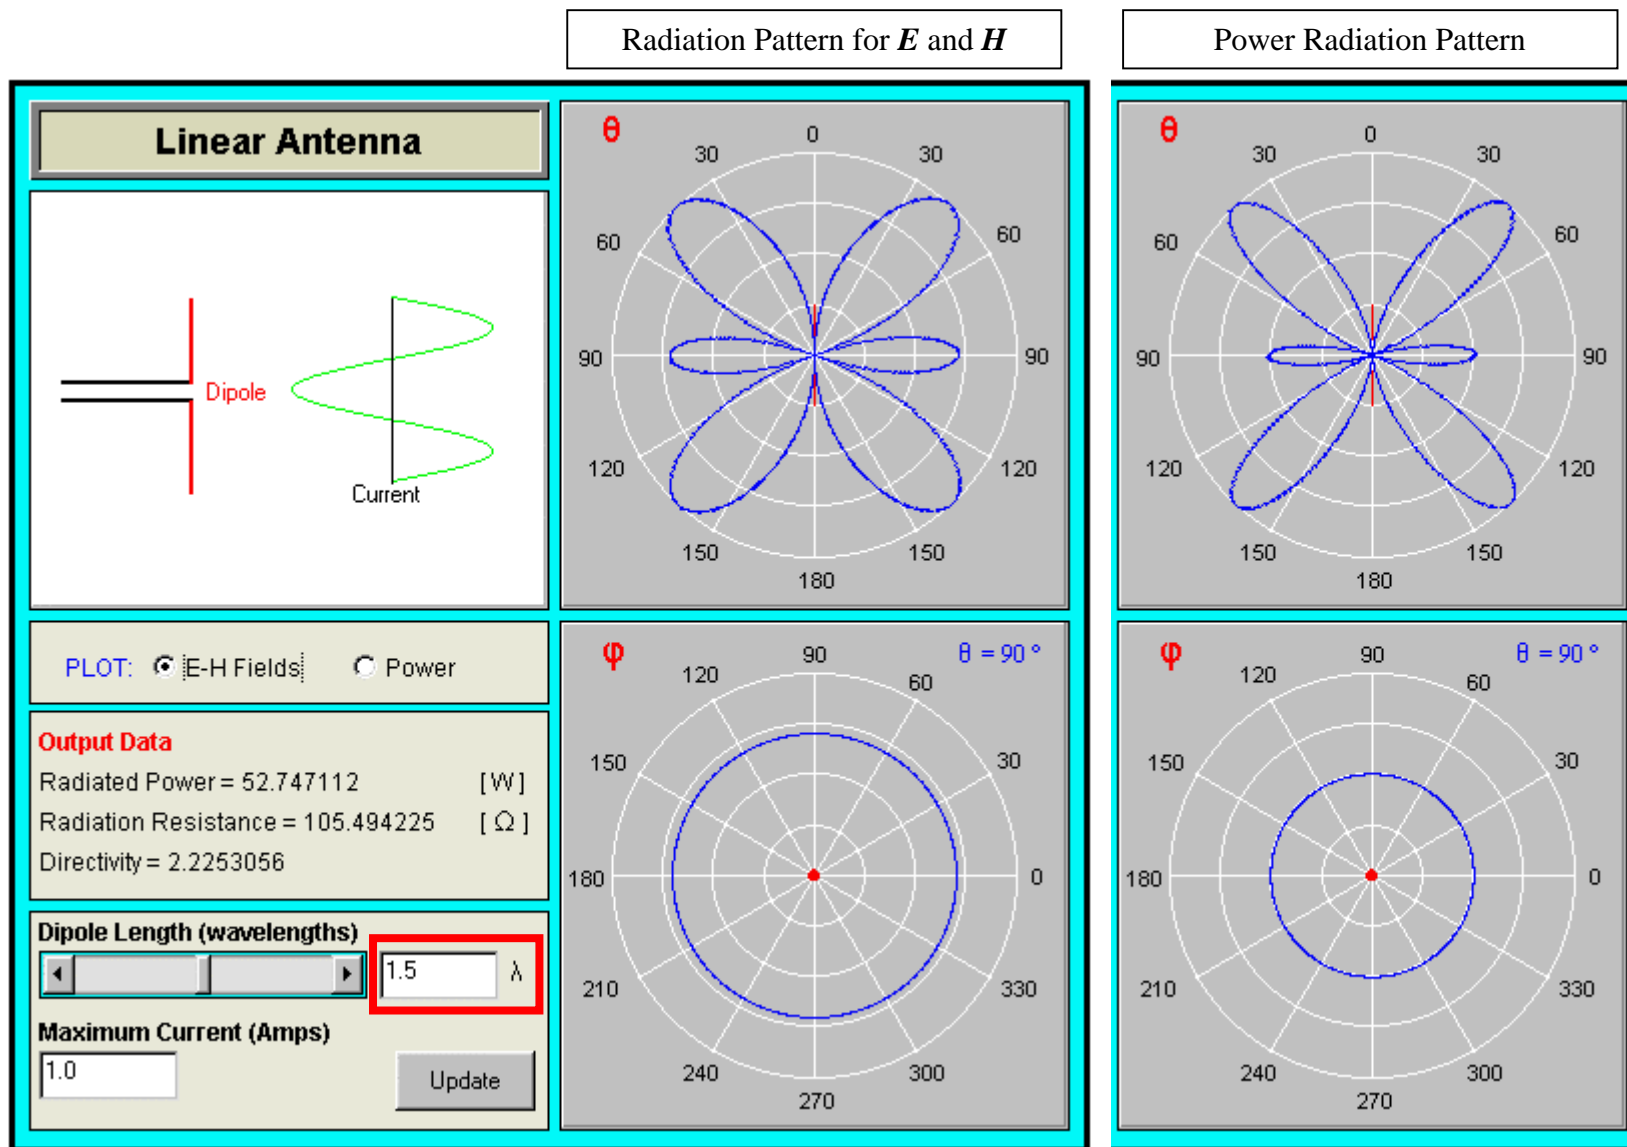 Radiation Pattern for E and H
Power Radiation Pattern
Linear Antenna
Dipole
Current
PLOT: E-H Fields Power
Output Data
Radiated Power = 52.747112 [ W ]
Radiation Resistance = 105.494225 [ Ω ]
Directivity = 2.2253056
Dipole Length (wavelengths)
1.5 λ
Maximum Current (Amps)
1.0
Update
θ
0
30 30
60 60
90 90
120 120
150 150
180
φ
90
θ = 90 °
120 60
150 30
180 0
210 330
240 300
270
θ
0
30 30
60 60
90 90
120 120
150 150
180
φ
90
θ = 90 °
120 60
150 30
180 0
210 330
240 300
270